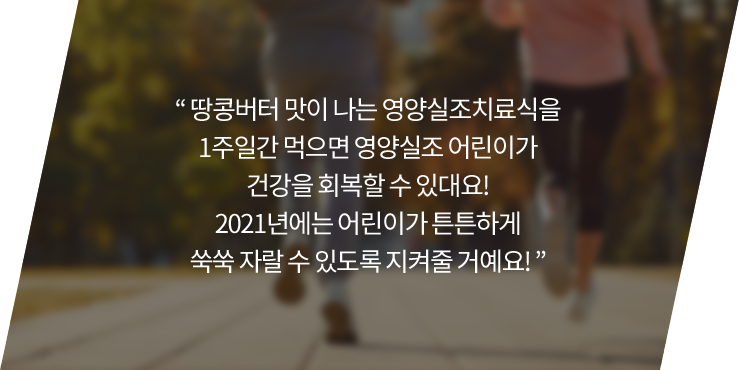 “ 땅콩버터 맛이 나는 영양실조치료식을
1주일간 먹으면 영양실조 어린이가
건강을 회복할 수 있대요!
2021년에는 어린이가 튼튼하게
쑥쑥 자랄 수 있도록 지켜줄 거예요! ”